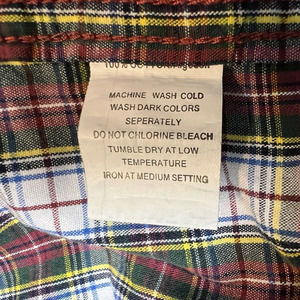 100%
MACHINE WASH COLD
WASH DARK COLORS
SEPERATELY
DO NOT CHLORINE BLEACH
TUMBLE DRY AT LOW
TEMPERATURE
IRON AT MEDIUM SETTING